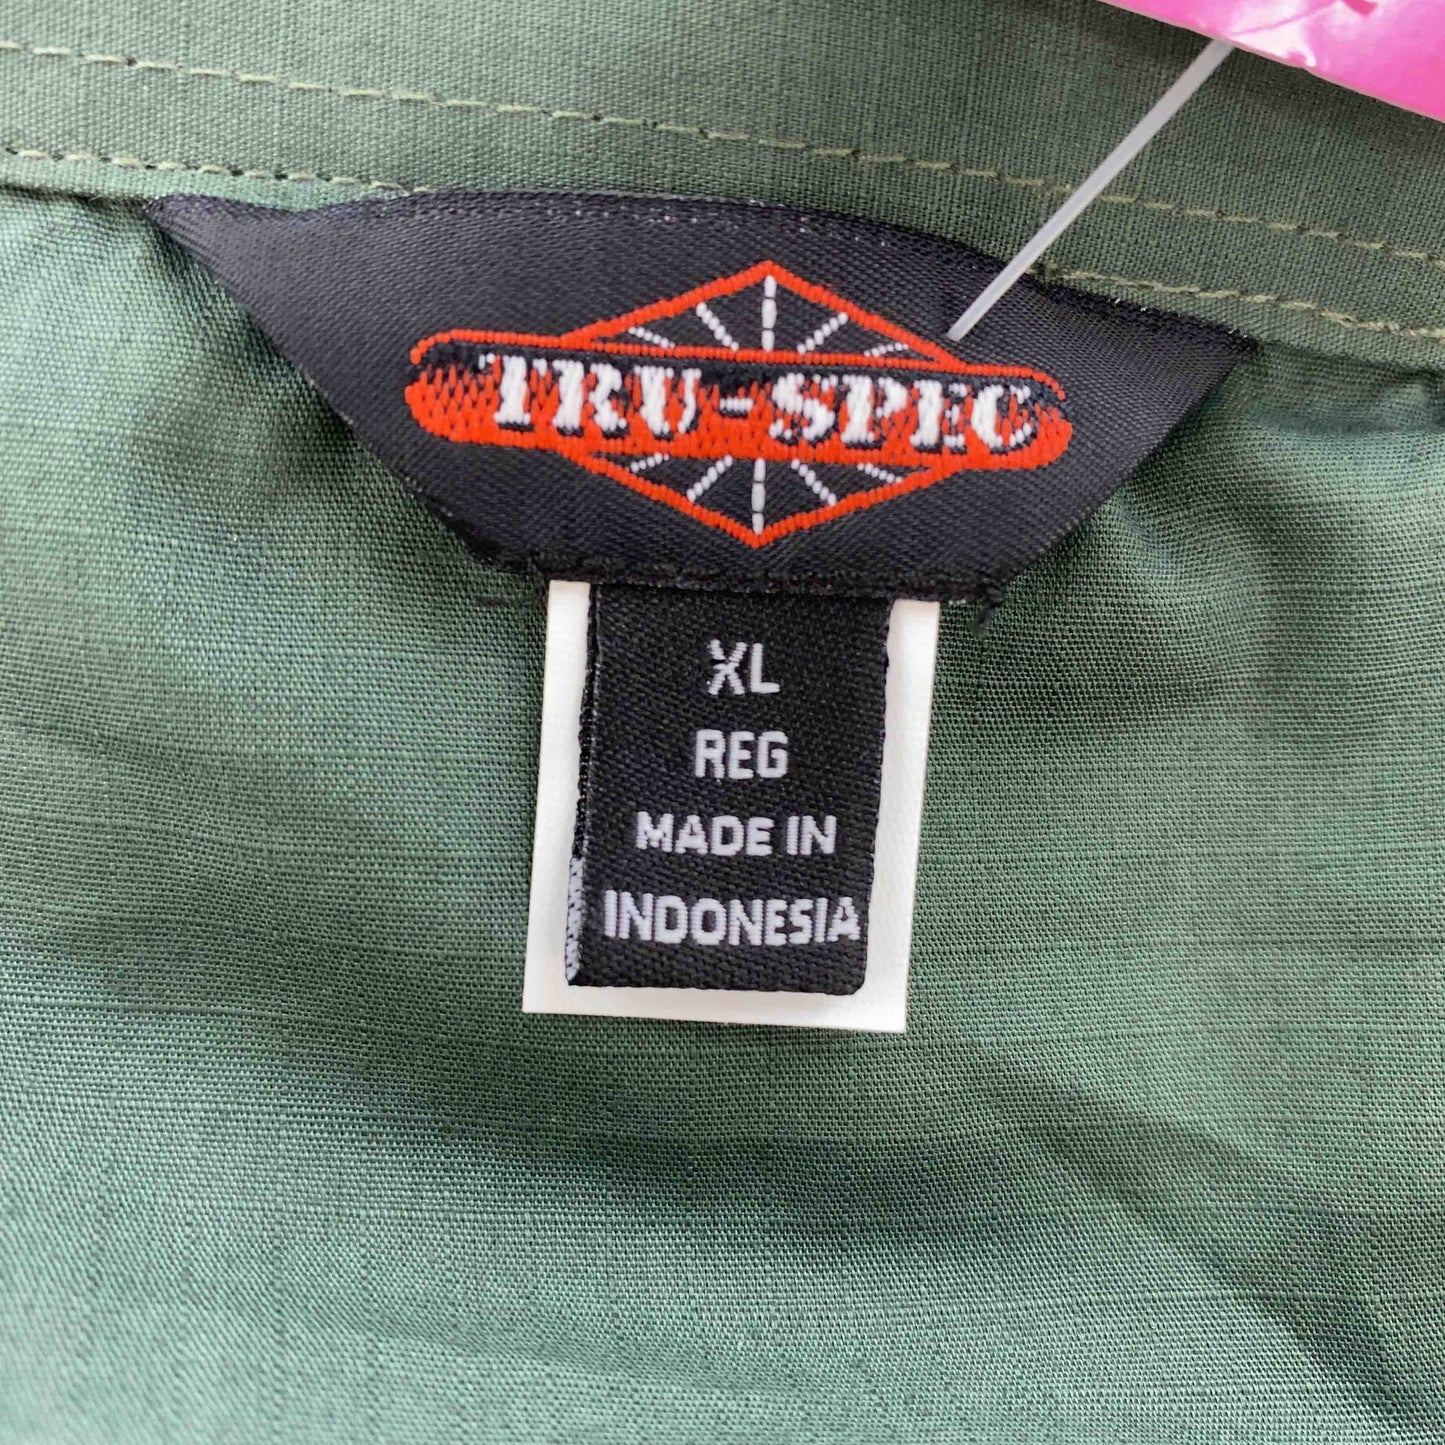 TRU-SPEC
XL
REG
MADE IN
INDONESIA